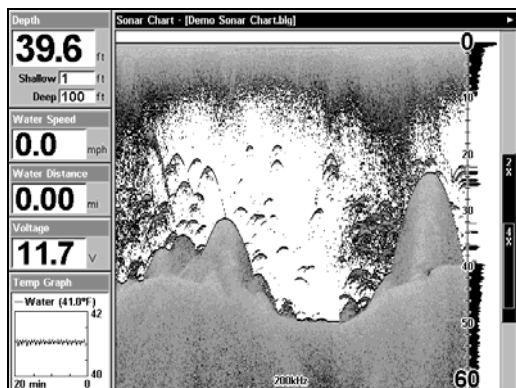 Depth
39.6 ft
Shallow 1 ft
Deep 100 ft
Water Speed
0.0 mph
Water Distance
0.00 mi
Voltage
11.7 V
Temp Graph
Water (41.0°F)
42
40
20 min 0
Sonar Chart - [Demo Sonar Chart.blg]
0
10
20
30
40
50
60
200kHz
2X
4X